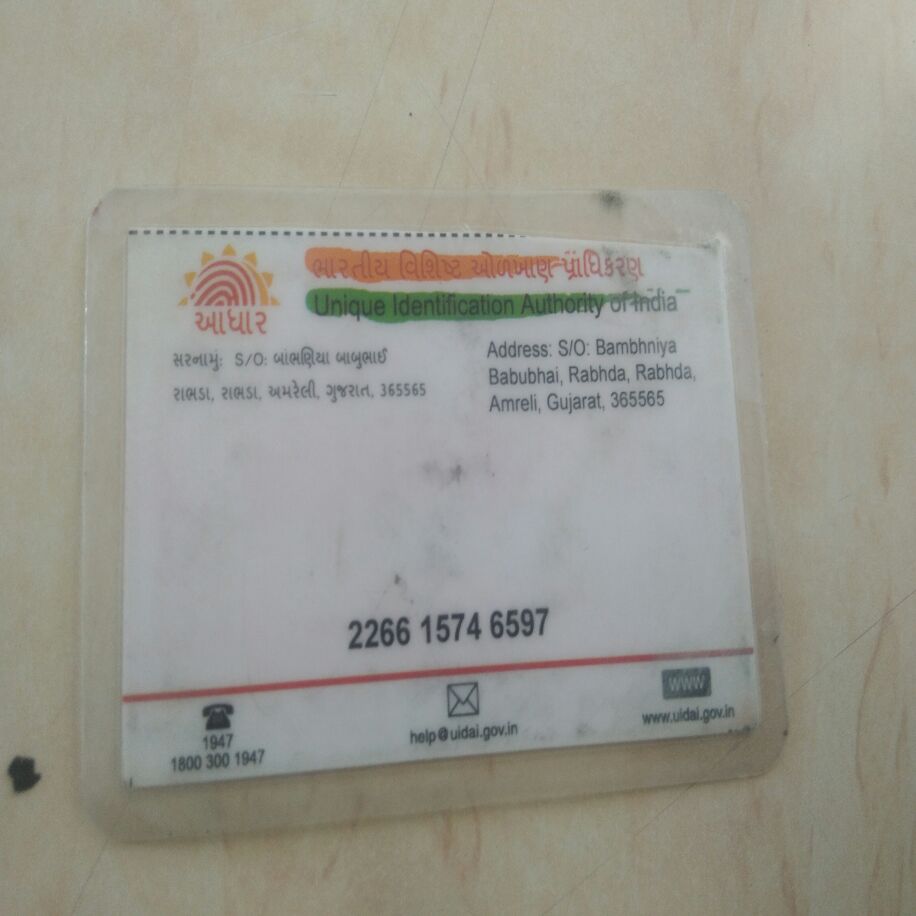 ભારતીય વિશિષ્ટ ઓળખાણ પ્રાધિકરણ
Unique Identification Authority of India
આધાર
સરનામું: S/O: બાંભણિયા બાબુભાઈ
રાભડા, રાભડા, અમરેલી, ગુજરાત, 365565
Address: S/O: Bambhniya
Babubhai, Rabhda, Rabhda,
Amreli, Gujarat, 365565
2266 1574 6597
1947
1800 300 1947
help@uidai.gov.in
WWW
www.uidai.gov.in